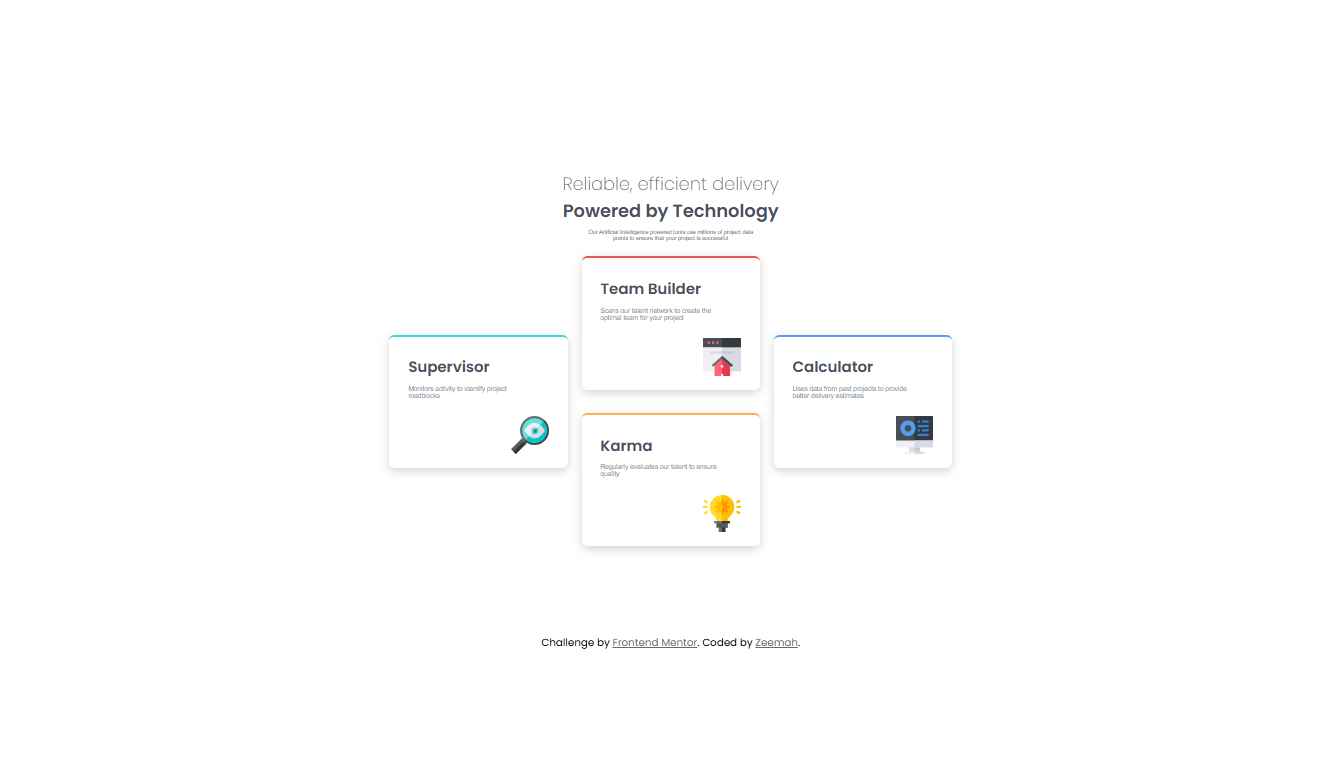 Reliable, efficient delivery
Powered by Technology
Our Artificial Intelligence powered tools use millions of project data
points to ensure that your project is successful
Team Builder
Scans our talent network to create the
optimal team for your project
Supervisor
Monitors activity to identify project
roadblocks
Calculator
Uses data from past projects to provide
better delivery estimates
Karma
Regularly evaluates our talent to ensure
quality
Challenge by Frontend Mentor. Coded by Zeemah.